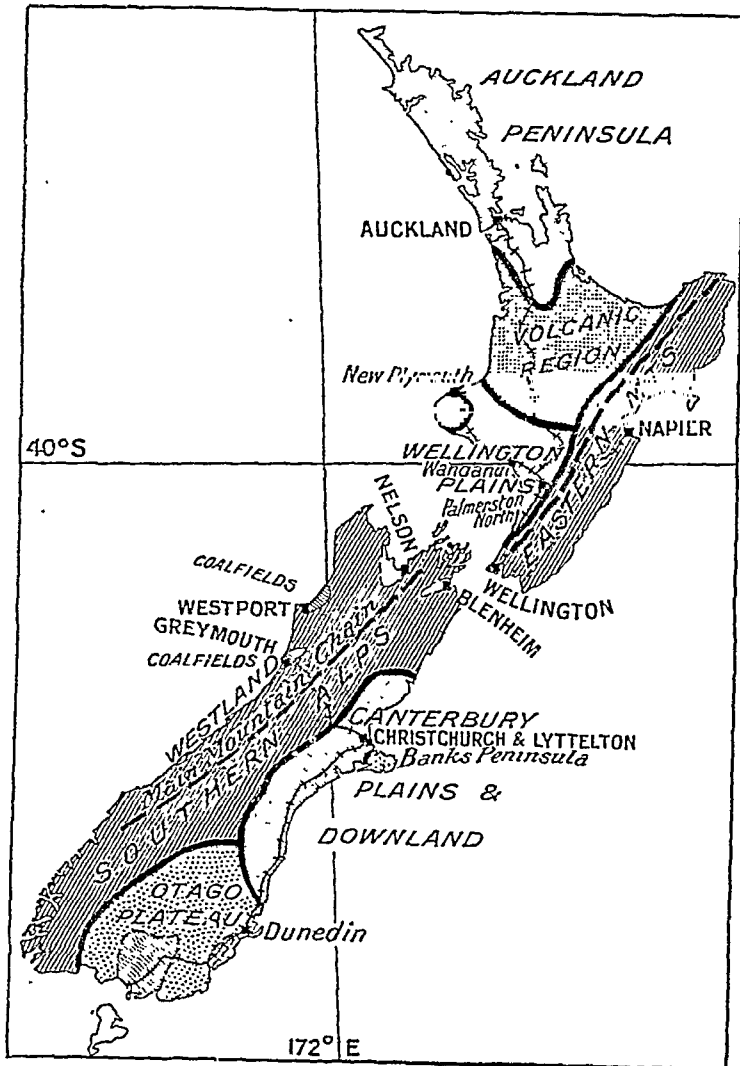 AUCKLAND
PENINSULA
AUCKLAND
VOLCANIC
REGION
New Plymouth
NAPIER
40°S
WELLINGTON
Wanganui
PLAINS
Palmerston
North
EASTERN
NELSON
COALFIELDS
WESTPORT
WELLINGTON
BLENHEIM
GREYMOUTH
COALFIELDS
WESTLAND
Main Mountain Chain
SOUTHERN ALPS
CANTERBURY
CHRISTCHURCH & LYTTELTON
Banks Peninsula
PLAINS &
DOWNLAND
OTAGO
PLATEAU
Dunedin
172° E